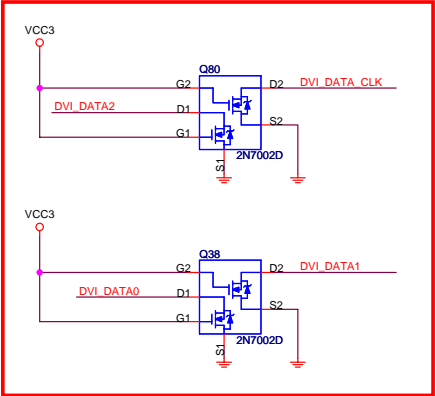 VCC3
Q80
G2
D2
DVI_DATA_CLK
DVI_DATA2
D1
S2
G1
2N7002D
S1
VCC3
Q38
G2
D2
DVI_DATA1
DVI_DATA0
D1
S2
G1
2N7002D
S1